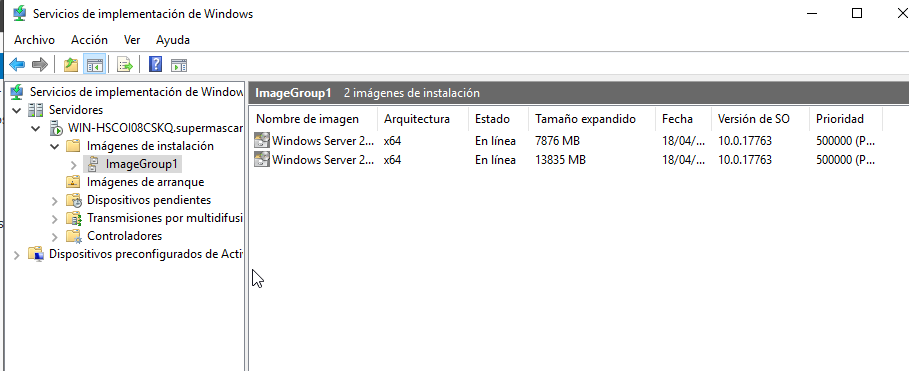 Servicios de implementación de Windows
Archivo Acción Ver Ayuda
Servicios de implementación de Window
Servidores
WIN-HSCOI08CSKQ.supermascar
Imágenes de instalación
ImageGroup1
Imágenes de arranque
Dispositivos pendientes
Transmisiones por multidifusi
Controladores
Dispositivos preconfigurados de Acti
ImageGroup1 2 imágenes de instalación
Nombre de imagen Arquitectura Estado Tamaño expandido Fecha Versión de SO Prioridad
Windows Server 2... x64 En línea 7876 MB 18/04/... 10.0.17763 500000 (P...
Windows Server 2... x64 En línea 13835 MB 18/04/... 10.0.17763 500000 (P...